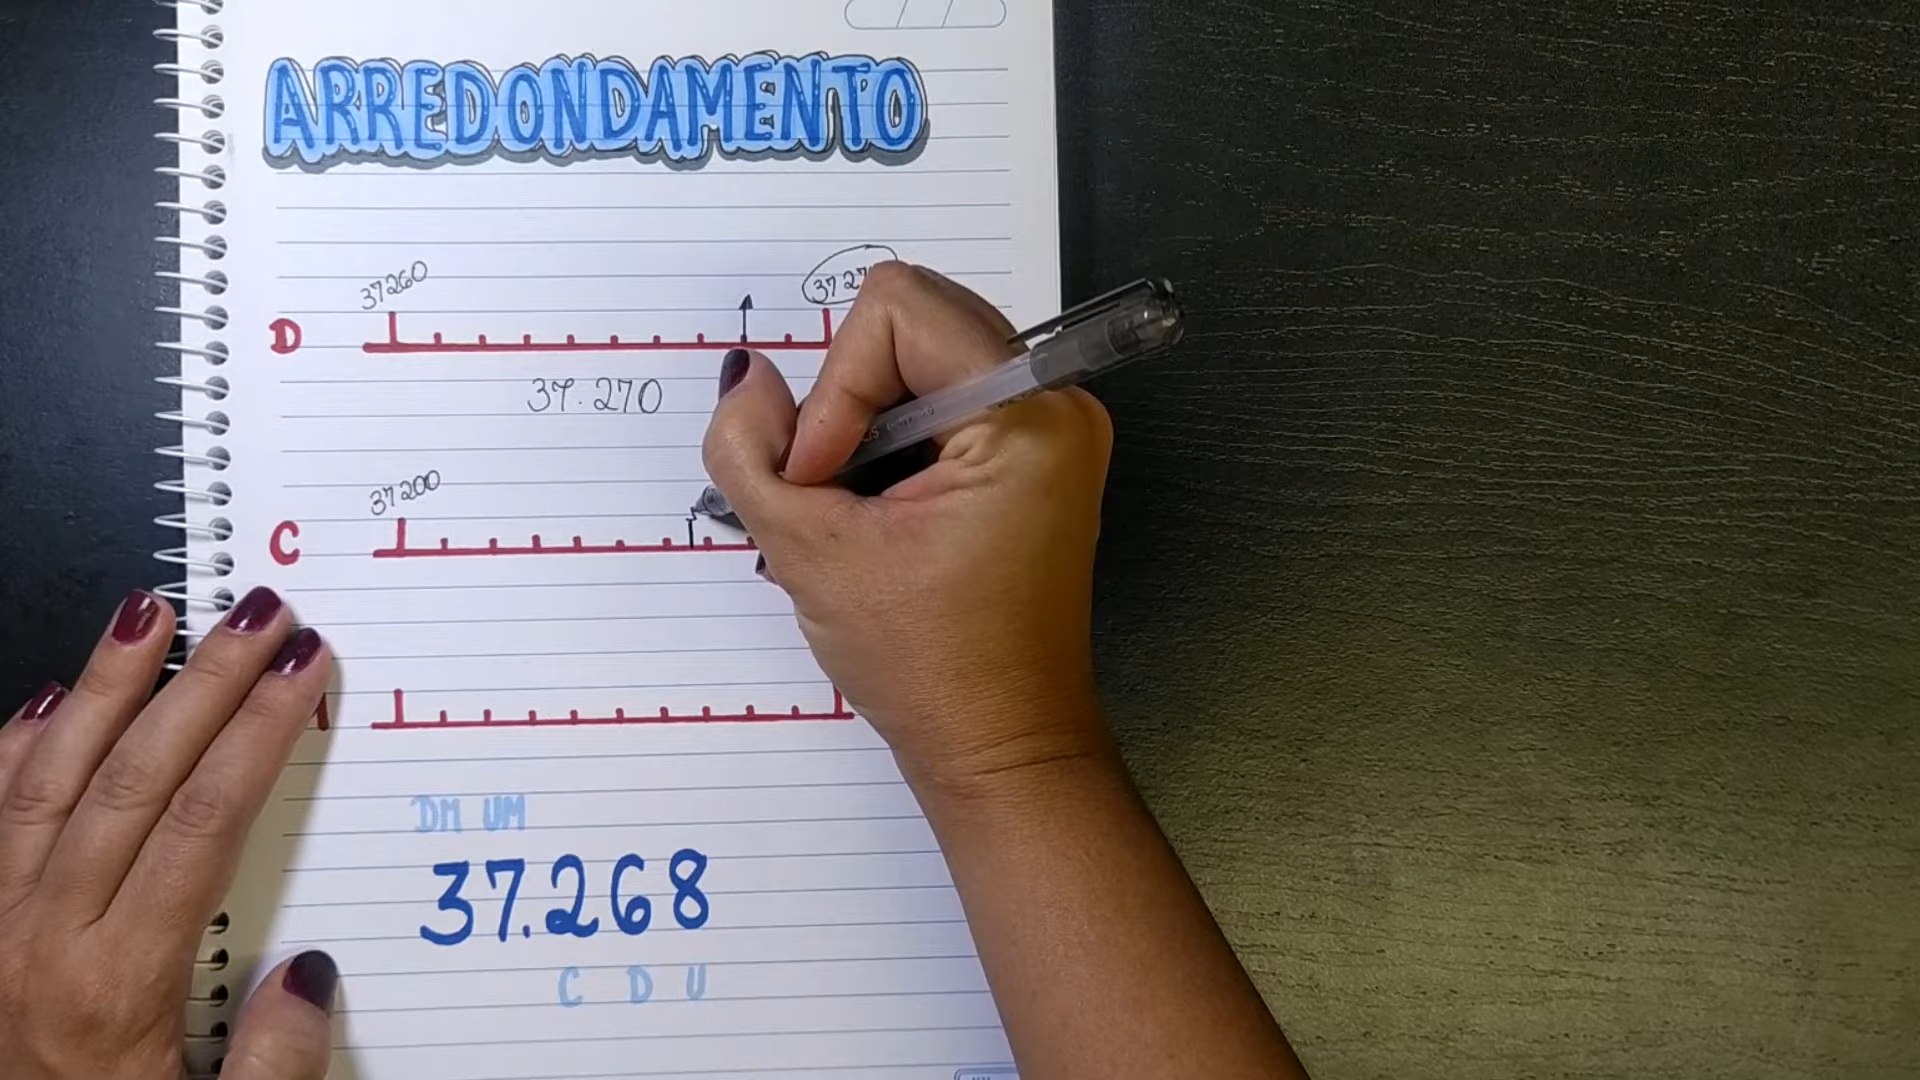 ARREDONDAMENTO
37260
D
37.270
37200
C
DM UM
37.268
C D U